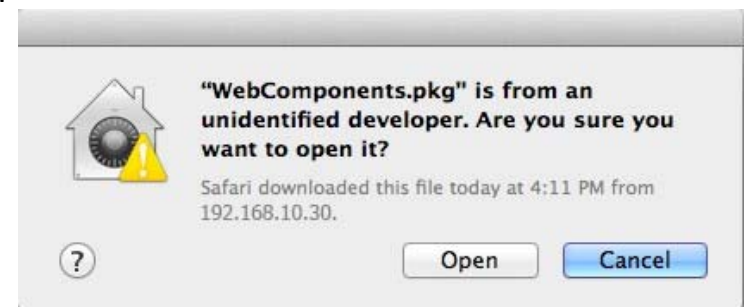 “WebComponents.pkg" is from an
unidentified developer. Are you sure you
want to open it?
Safari downloaded this file today at 4:11 PM from
192.168.10.30.
?
Open
Cancel